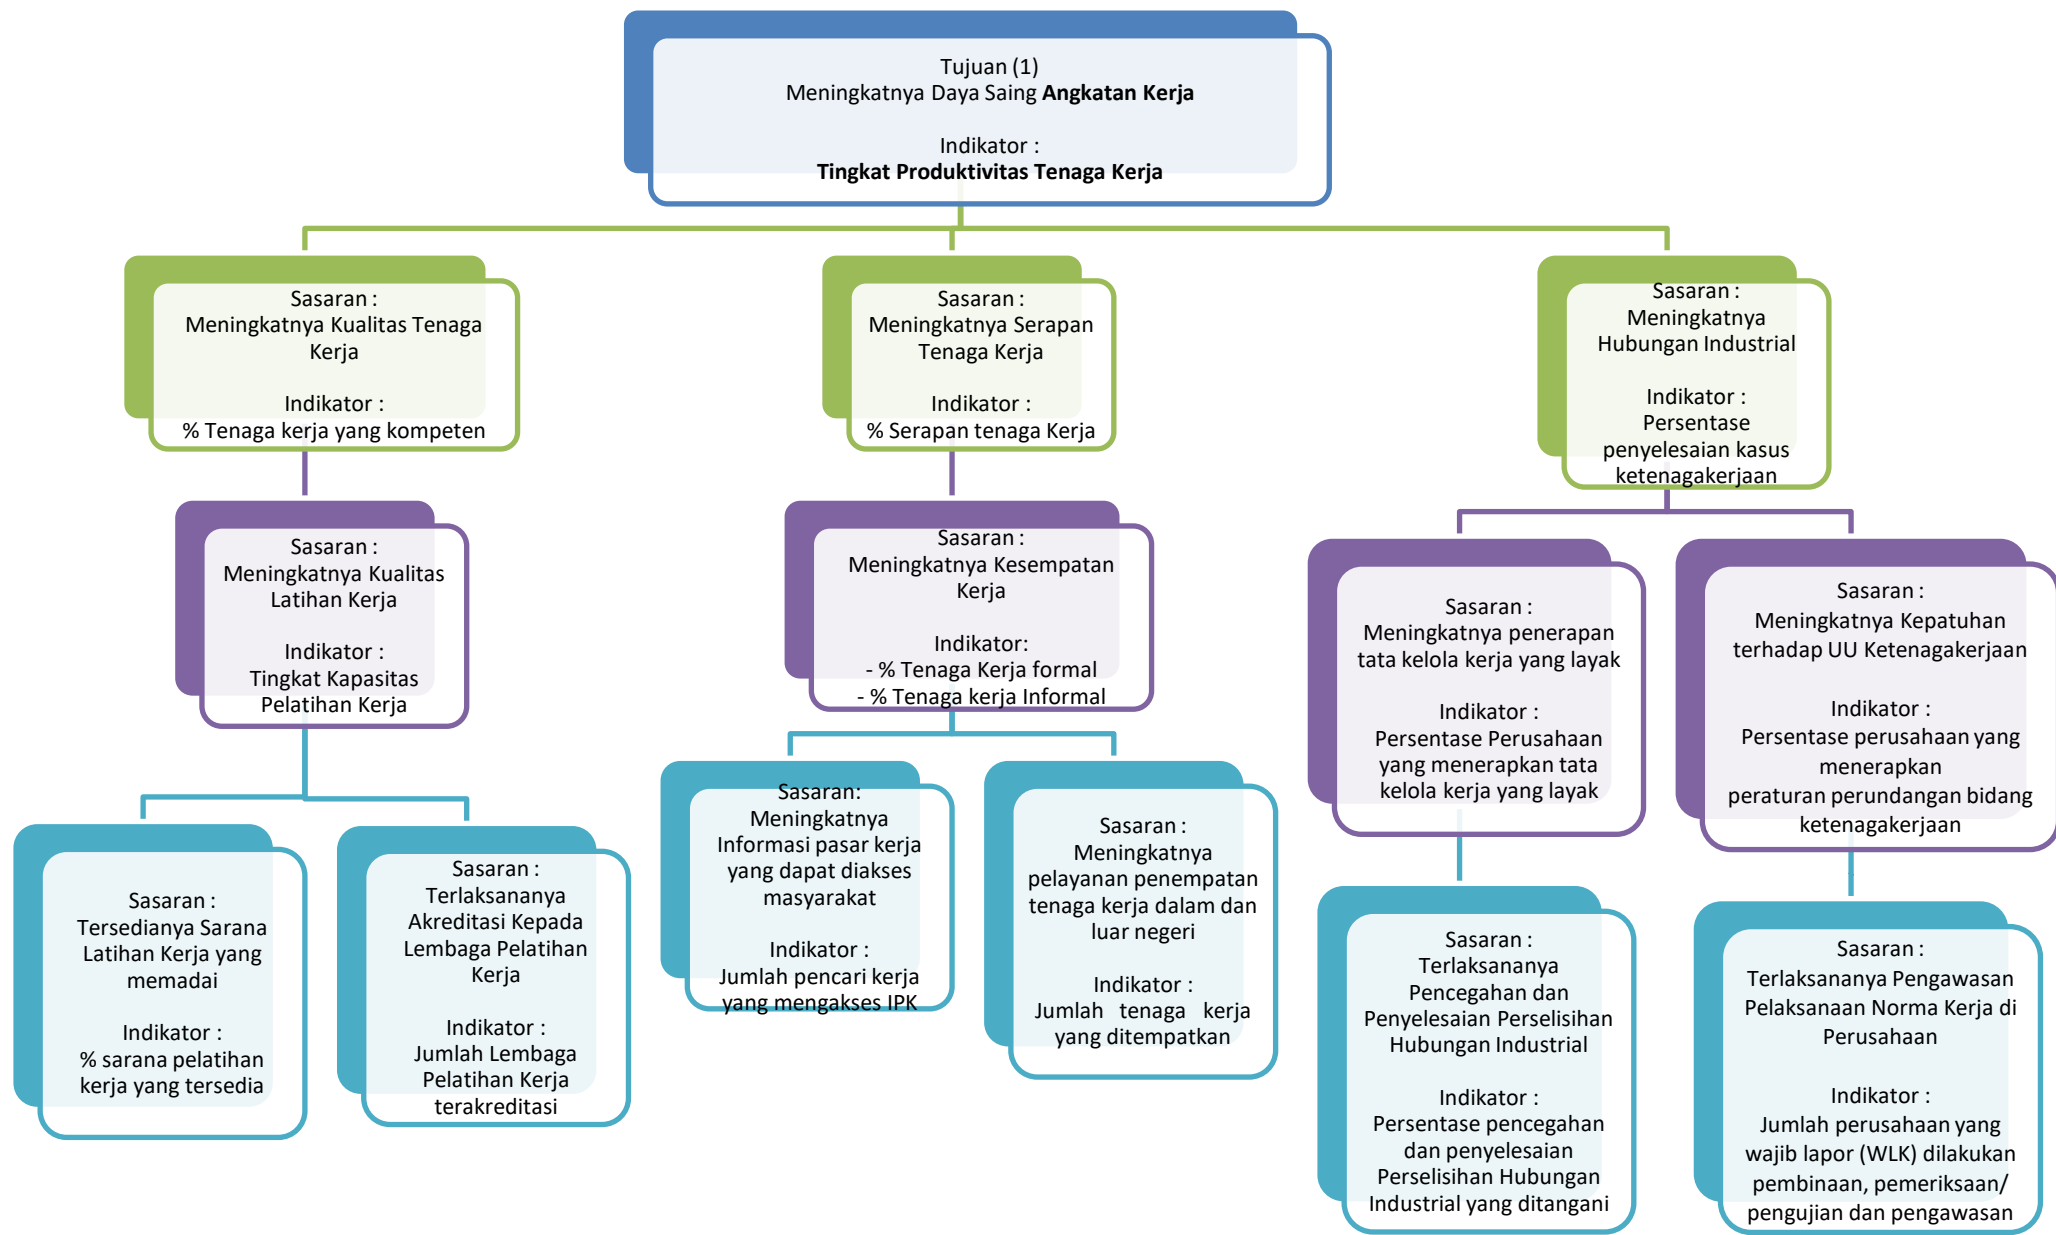 Tujuan (1)
Meningkatnya Daya Saing Angkatan Kerja
Indikator :
Tingkat Produktivitas Tenaga Kerja
Sasaran :
Meningkatnya Kualitas Tenaga
Kerja
Indikator :
% Tenaga kerja yang kompeten
Sasaran :
Meningkatnya Serapan
Tenaga Kerja
Indikator :
% Serapan tenaga Kerja
Sasaran :
Meningkatnya
Hubungan Industrial
Indikator :
Persentase
penyelesaian kasus
ketenagakerjaan
Sasaran :
Meningkatnya Kualitas
Latihan Kerja
Indikator :
Tingkat Kapasitas
Pelatihan Kerja
Sasaran :
Meningkatnya Kesempatan
Kerja
Indikator:
- % Tenaga Kerja formal
- % Tenaga kerja Informal
Sasaran :
Meningkatnya penerapan
tata kelola kerja yang layak
Indikator :
Persentase Perusahaan
yang menerapkan tata
kelola kerja yang layak
Sasaran :
Meningkatnya Kepatuhan
terhadap UU Ketenagakerjaan
Indikator :
Persentase perusahaan yang
menerapkan
peraturan perundangan bidang
ketenagakerjaan
Sasaran :
Tersedianya Sarana
Latihan Kerja yang
memadai
Indikator :
% sarana pelatihan
kerja yang tersedia
Sasaran :
Terlaksananya
Akreditasi Kepada
Lembaga Pelatihan
Kerja
Indikator :
Jumlah Lembaga
Pelatihan Kerja
terakreditasi
Sasaran:
Meningkatnya
Informasi pasar kerja
yang dapat diakses
masyarakat
Indikator :
Jumlah pencari kerja
yang mengakses IPK
Sasaran :
Meningkatnya
pelayanan penempatan
tenaga kerja dalam dan
luar negeri
Indikator :
Jumlah tenaga kerja
yang ditempatkan
Sasaran :
Terlaksananya
Pencegahan dan
Penyelesaian Perselisihan
Hubungan Industrial
Indikator :
Persentase pencegahan
dan penyelesaian
Perselisihan Hubungan
Industrial yang ditangani
Sasaran :
Terlaksananya Pengawasan
Pelaksanaan Norma Kerja di
Perusahaan
Indikator :
Jumlah perusahaan yang
wajib lapor (WLK) dilakukan
pembinaan, pemeriksaan/
pengujian dan pengawasan